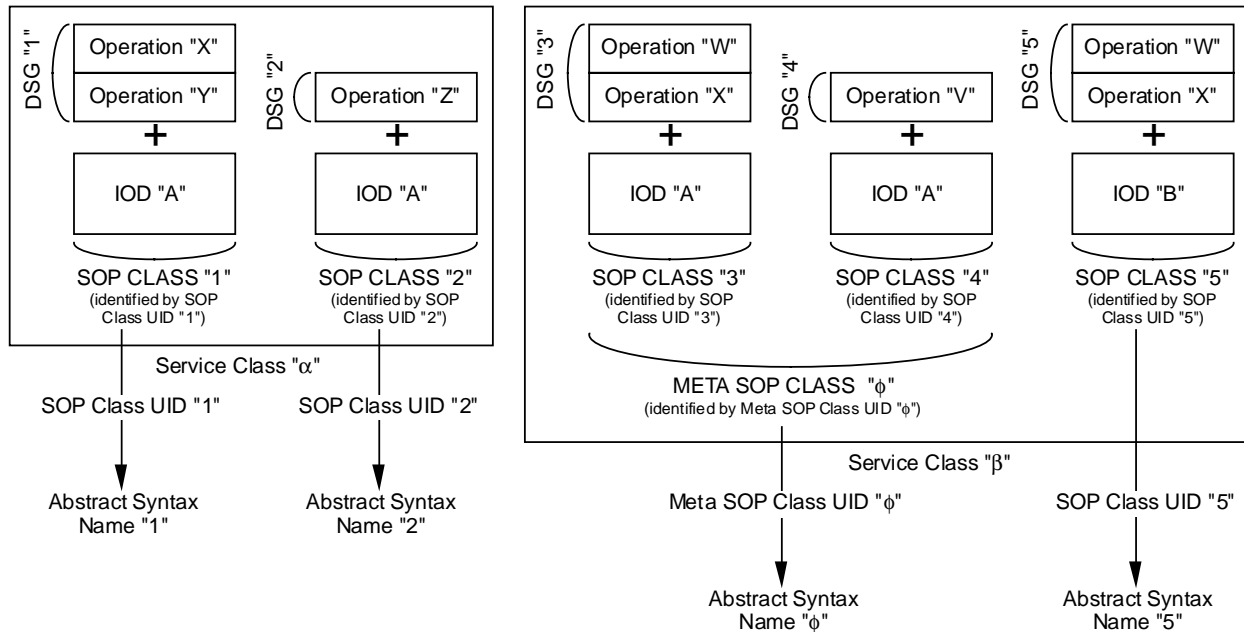 DSG "1"
Operation "X"
Operation "Y"
+
IOD "A"
SOP CLASS "1"
(identified by SOP
Class UID "1")
DSG "2"
Operation "Z"
+
IOD "A"
SOP CLASS "2"
(identified by SOP
Class UID "2")
Service Class "α"
SOP Class UID "1"
SOP Class UID "2"
Abstract Syntax
Name "1"
Abstract Syntax
Name "2"
DSG "3"
Operation "W"
Operation "X"
+
IOD "A"
SOP CLASS "3"
(identified by SOP
Class UID "3")
DSG "4"
Operation "V"
+
IOD "A"
SOP CLASS "4"
(identified by SOP
Class UID "4")
DSG "5"
Operation "W"
Operation "X"
+
IOD "B"
SOP CLASS "5"
(identified by SOP
Class UID "5")
META SOP CLASS "ϕ"
(identified by Meta SOP Class UID "ϕ")
Service Class "β"
Meta SOP Class UID "ϕ"
SOP Class UID "5"
Abstract Syntax
Name "ϕ"
Abstract Syntax
Name "5"